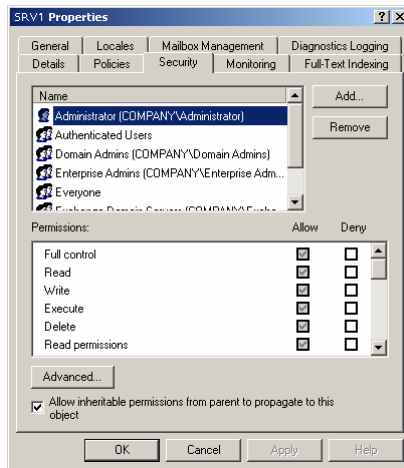 SRV1 Properties
General Locales Mailbox Management Diagnostics Logging
Details Policies Security Monitoring Full-Text Indexing
Name
Administrator (COMPANY\Administrator)
Authenticated Users
Domain Admins (COMPANY\Domain Admins)
Enterprise Admins (COMPANY\Enterprise Adm...
Everyone
Add...
Remove
Permissions: Allow Deny
Full control
Read
Write
Execute
Delete
Read permissions
Advanced...
Allow inheritable permissions from parent to propagate to this
object
OK Cancel Apply Help